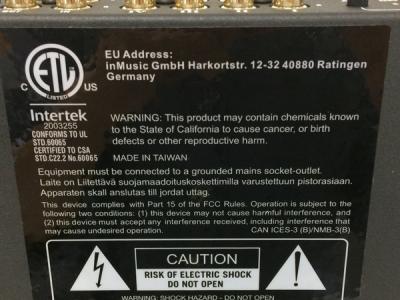 EU Address:
inMusic GmbH Harkortstr. 12-32 40880 Ratingen
Germany
C ETL US
LISTED
Intertek
2003255
CONFORMS TO UL
STD.60065
CERTIFIED TO CSA
STD.C22.2 No.60065
WARNING: This product may contain chemicals known
to the State of California to cause cancer, or birth
defects or other reproductive harm.
MADE IN TAIWAN
Equipment must be connected to a grounded mains socket-outlet.
Laite on Liitettävä suojamaadoituskoskettimilla varustettuun pistorasiaan.
Apparaten skall anslutas till jordat uttag.
This device complies with Part 15 of the FCC Rules. Operation is subject to the
following two conditions: (1) this device may not cause harmful interference, and
(2) this device must accept any interference received, including interference that
may cause undesired operation. CAN ICES-3 (B)/NMB-3(B)
CAUTION
RISK OF ELECTRIC SHOCK
DO NOT OPEN
WARNING: SHOCK HAZARD - DO NOT OPEN